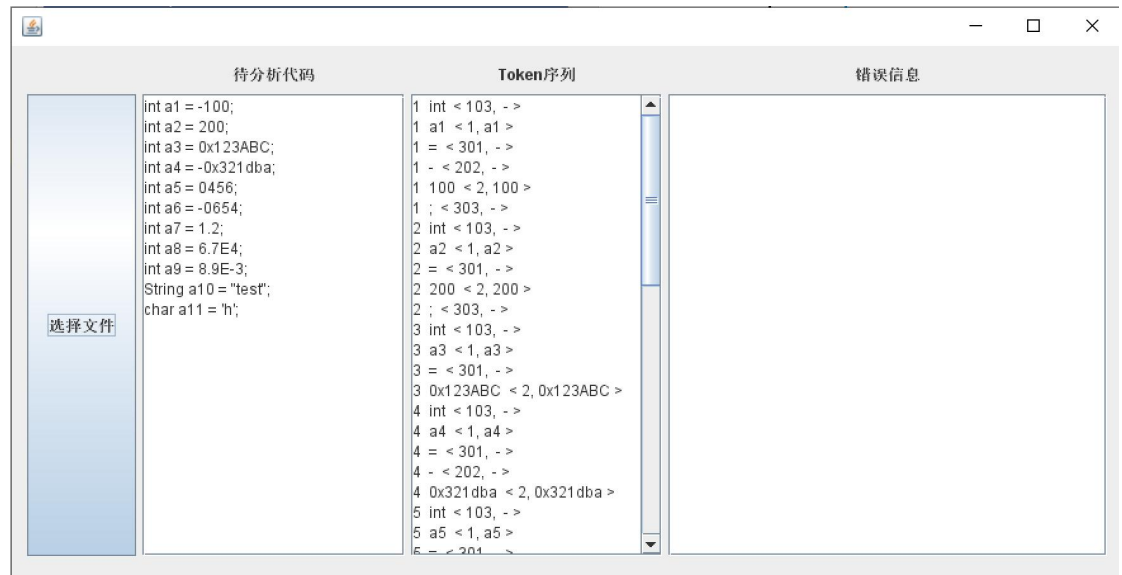 待分析代码
Token序列
错误信息
选择文件
int a1 = -100;
int a2 = 200;
int a3 = 0x123ABC;
int a4 = -0x321dba;
int a5 = 0456;
int a6 = -0654;
int a7 = 1.2;
int a8 = 6.7E4;
int a9 = 8.9E-3;
String a10 = "test";
char a11 = 'h';
1 int < 103, - >
1 a1 < 1, a1 >
1 = < 301, - >
1 - < 202, - >
1 100 < 2, 100 >
1 ; < 303, - >
2 int < 103, - >
2 a2 < 1, a2 >
2 = < 301, - >
2 200 < 2, 200 >
2 ; < 303, - >
3 int < 103, - >
3 a3 < 1, a3 >
3 = < 301, - >
3 0x123ABC < 2, 0x123ABC >
4 int < 103, - >
4 a4 < 1, a4 >
4 = < 301, - >
4 - < 202, - >
4 0x321dba < 2, 0x321dba >
5 int < 103, - >
5 a5 < 1, a5 >
5 = < 301, - >